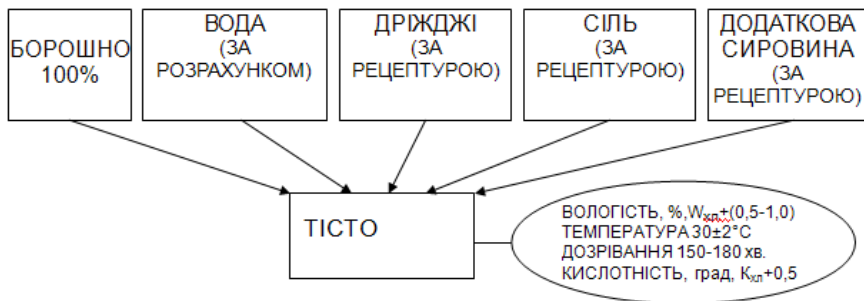 БОРОШНО
100%
ВОДА
(ЗА
РОЗРАХУНКОМ)
ДРІЖДЖІ
(ЗА
РЕЦЕПТУРОЮ)
СІЛЬ
(ЗА
РЕЦЕПТУРОЮ)
ДОДАТКОВА
СИРОВИНА
(ЗА
РЕЦЕПТУРОЮ)
ТІСТО
ВОЛОГІСТЬ, %,Wхл+(0,5-1,0)
ТЕМПЕРАТУРА 30±2°С
ДОЗРІВАННЯ 150-180 хв.
КИСЛОТНІСТЬ, град, Kхл+0,5